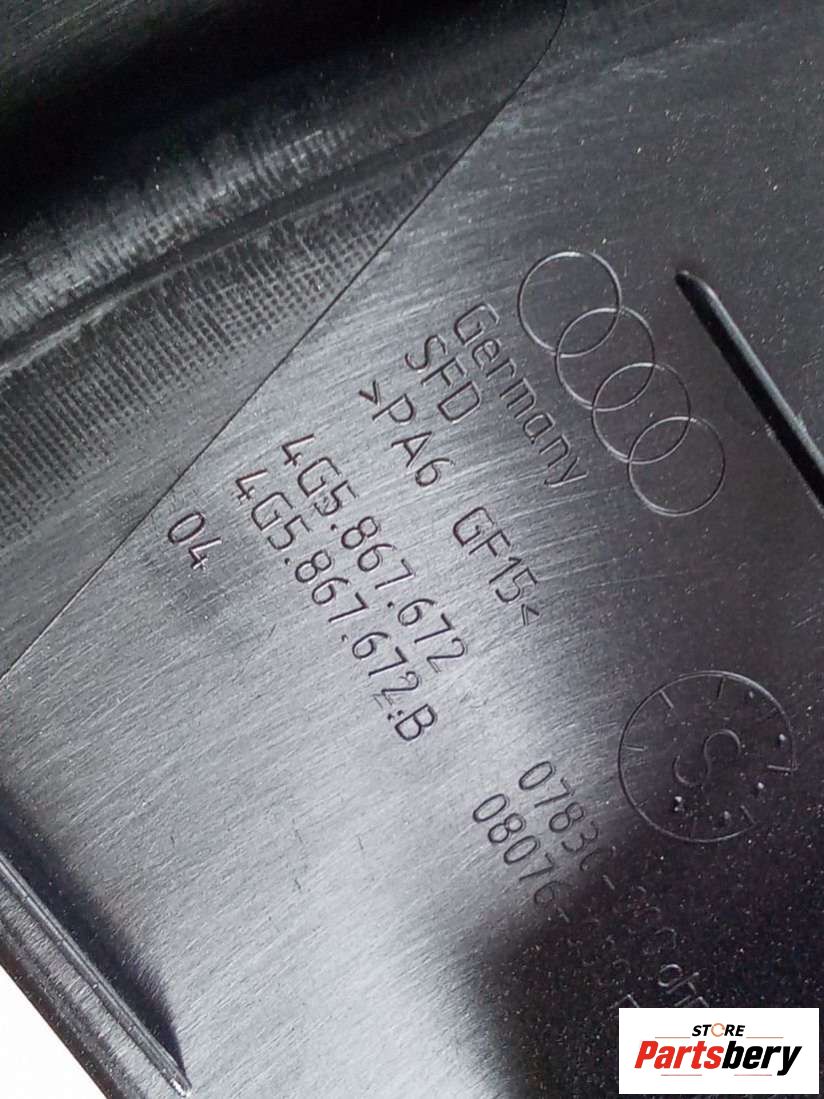 Germany
SFD
>PA6 GF15<
4G5.867.672
4G5.867.672.B
04
S
STORE
Partsbery